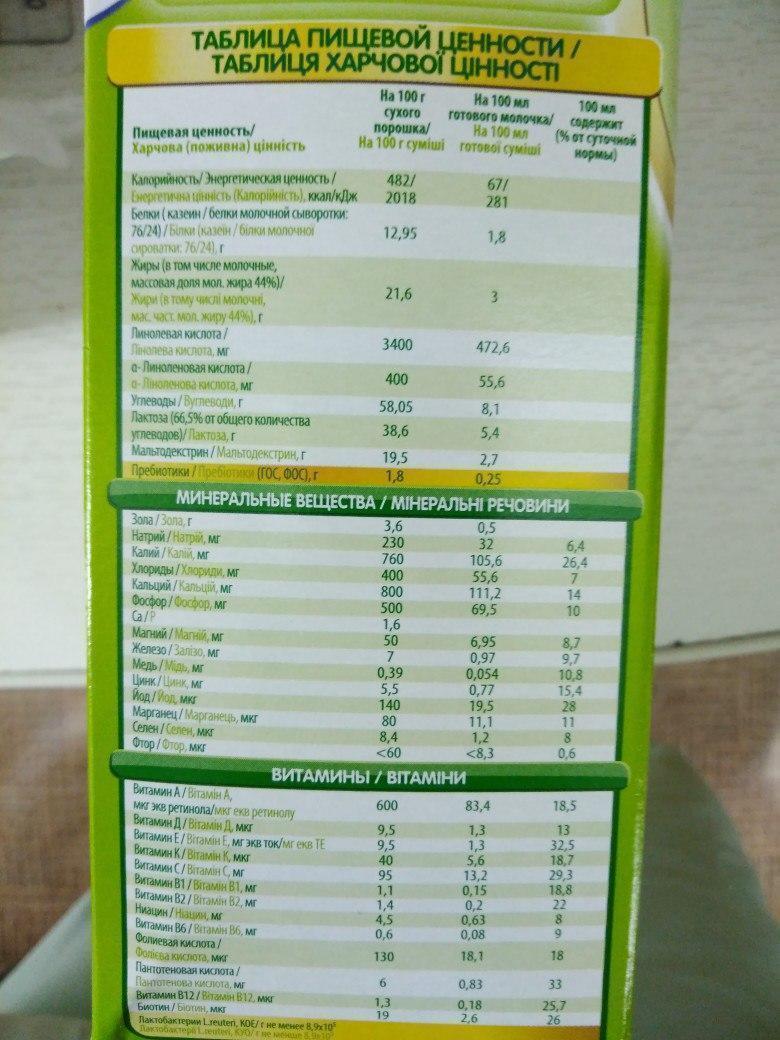 ТАБЛИЦА ПИЩЕВОЙ ЦЕННОСТИ /
ТАБЛИЦЯ ХАРЧОВОЇ ЦІННОСТІ
Пищевая ценность/
Харчова (поживна) цінність
На 100 г
сухого
порошка/
На 100 г суміші
На 100 мл
готового молочка/
На 100 мл
готової суміші
100 мл
содержит
(% от суточной
нормы)
Калорийность/ Энергетическая ценность / 482/ 67/
Енергетична цінність (Калорійність), ккал/кДж 2018 281
Белки ( казеин / белки молочной сыворотки:
76/24) / Білки (казеїн / білки молочної 12,95 1,8
сироватки: 76/24), г
Жиры (в том числе молочные,
массовая доля мол. жира 44%)/
Жири (в тому числі молочні, 21,6 3
мас. част. мол. жиру 44%), г
Линолевая кислота /
Лінолева кислота, мг 3400 472,6
α- Линоленовая кислота /
α- Ліноленова кислота, мг 400 55,6
Углеводы / Вуглеводи, г 58,05 8,1
Лактоза (66,5% от общего количества
углеводов)/ Лактоза, г 38,6 5,4
Мальтодекстрин / Мальтодекстрин, г 19,5 2,7
Пребиотики / Пребіотики (ГОС, ФОС), г 1,8 0,25
МИНЕРАЛЬНЫЕ ВЕЩЕСТВА / МІНЕРАЛЬНІ РЕЧОВИНИ
Зола / Зола, г 3,6 0,5
Натрий / Натрій, мг 230 32 6,4
Калий / Калій, мг 760 105,6 26,4
Хлориды / Хлориди, мг 400 55,6 7
Кальций / Кальцій, мг 800 111,2 14
Фосфор / Фосфор, мг 500 69,5 10
Ca / P 1,6
Магний / Магній, мг 50 6,95 8,7
Железо / Залізо, мг 7 0,97 9,7
Медь / Мідь, мг 0,39 0,054 10,8
Цинк / Цинк, мг 5,5 0,77 15,4
Йод / Йод, мкг 140 19,5 28
Марганец / Марганець, мкг 80 11,1 11
Селен / Селен, мкг 8,4 1,2 8
Фтор / Фтор, мкг <60 <8,3 0,6
ВИТАМИНЫ / ВІТАМІНИ
Витамин А / Вітамін А,
мкг экв ретинола/мкг екв ретинолу 600 83,4 18,5
Витамин Д / Вітамін Д, мкг 9,5 1,3 13
Витамин Е / Вітамін Е, мг экв ток/мг екв ТЕ 9,5 1,3 32,5
Витамин К / Вітамін К, мкг 40 5,6 18,7
Витамин С / Вітамін С, мг 95 13,2 29,3
Витамин В1 / Вітамін В1, мг 1,1 0,15 18,8
Витамин В2 / Вітамін В2, мг 1,4 0,2 22
Ниацин / Ніацин, мг 4,5 0,63 8
Витамин В6 / Вітамін В6, мг 0,6 0,08 9
Фолиевая кислота /
Фолієва кислота, мкг 130 18,1 18
Пантотеновая кислота /
Пантотенова кислота, мг 6 0,83 33
Витамин В12 / Вітамін В12, мкг 1,3 0,18 25,7
Биотин / Біотин, мкг 19 2,6 26
Лактобактерии L.reuteri, КОЕ/ г не менее
Лактобактерії L.reuteri, КУО/ г не менше